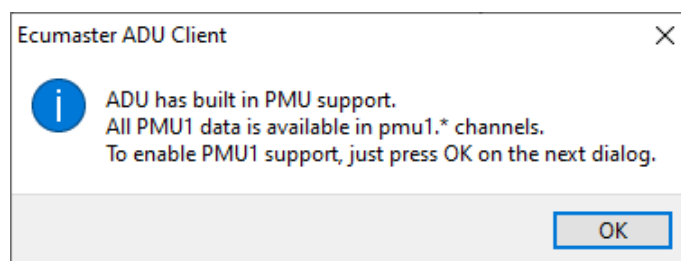 Ecumaster ADU Client
ADU has built in PMU support.
All PMU1 data is available in pmu1.* channels.
To enable PMU1 support, just press OK on the next dialog.
OK